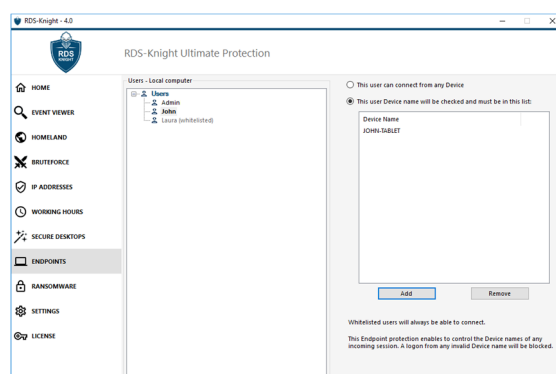 RDS-Knight - 4.0
RDS
KNIGHT
RDS-Knight Ultimate Protection
HOME
EVENT VIEWER
HOMELAND
BRUTEFORCE
IP ADDRESSES
WORKING HOURS
SECURE DESKTOPS
ENDPOINTS
RANSOMWARE
SETTINGS
LICENSE
Users - Local computer
Users
Admin
John
Laura (whitelisted)
This user can connect from any Device
This user Device name will be checked and must be in this list:
Device Name
JOHN-TABLET
Add
Remove
Whitelisted users will always be able to connect.
This Endpoint protection enables to control the Device names of any
incoming session. A logon from any invalid Device name will be blocked.